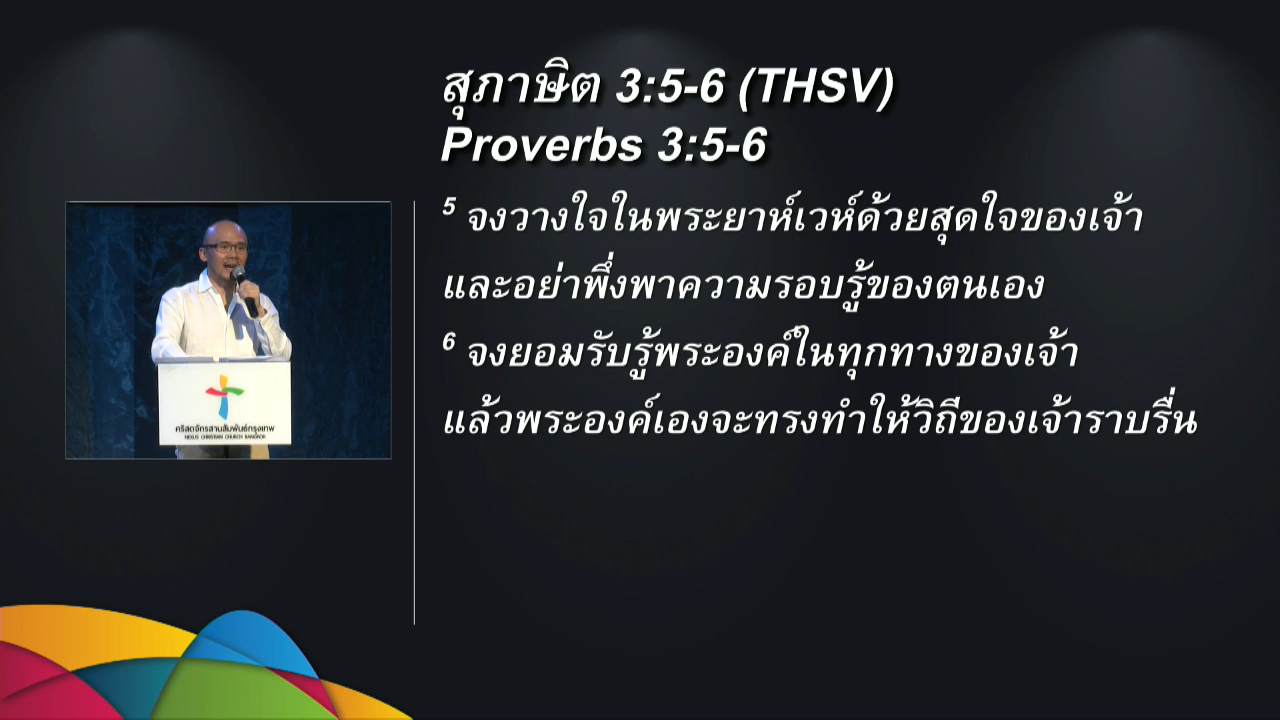 สุภาษิต 3:5-6 (THSV)
Proverbs 3:5-6
5 จงวางใจในพระยาห์เวห์ด้วยสุดใจของเจ้า
และอย่าพึ่งพาความรอบรู้ของตนเอง
6 จงยอมรับรู้พระองค์ในทุกทางของเจ้า
แล้วพระองค์เองจะทรงทำให้วิถีของเจ้าราบรื่น
คริสตจักรสานสัมพันธ์กรุงเทพ
NEXUS CHRISTIAN CHURCH BANGKOK